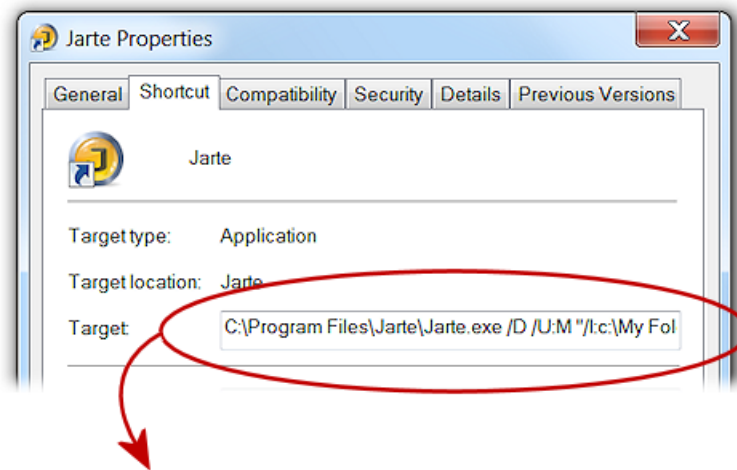 Jarte Properties
General Shortcut Compatibility Security Details Previous Versions
Jarte
Target type: Application
Target location: Jarte
Target: C:\Program Files\Jarte\Jarte.exe /D /U:M "/I:c:\My Fol